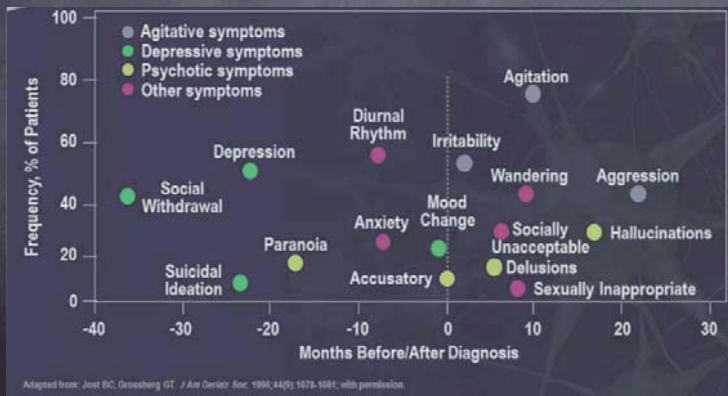 100
80
60
40
20
0
Frequency, % of Patients
Agitative symptoms
Depressive symptoms
Psychotic symptoms
Other symptoms
Social
Withdrawal
Depression
Suicidal
Ideation
Paranoia
Diurnal
Rhythm
Anxiety
Mood
Change
Accusatory
Irritability
Agitation
Wandering
Socially
Unacceptable
Delusions
Sexually Inappropriate
Aggression
Hallucinations
-40 -30 -20 -10 0 10 20 30
Months Before/After Diagnosis
Adapted from: Jost BC, Grossberg GT. J Am Geriatr Soc. 1996;44(9):1078-1081; with permission.